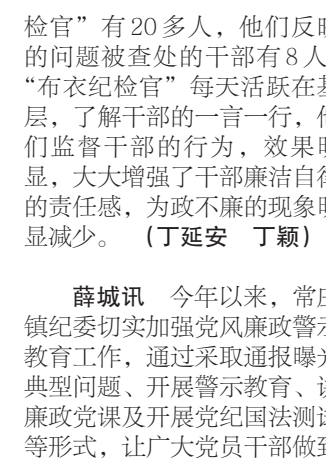 检官”有20多人，他们反映
的问题被查处的干部有8人
“布衣纪检官”每天活跃在基
层，了解干部的一言一行，他
们监督干部的行为，效果明
显，大大增强了干部廉洁自律
的责任感，为政不廉的现象明
显减少。 （丁延安 丁颖）
薛城讯 今年以来，常庄
镇纪委切实加强党风廉政警示
教育工作，通过采取通报曝光
典型问题、开展警示教育、讲
廉政党课及开展党纪国法测试
等形式，让广大党员干部做到